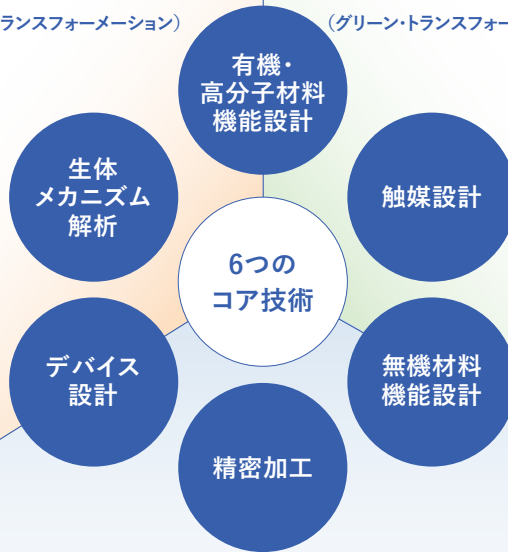 トランスフォーメーション）
（グリーン・トランスフォー
有機・
高分子材料
機能設計
生体
メカニズム
解析
触媒設計
6つの
コア技術
デバイス
設計
無機材料
機能設計
精密加工